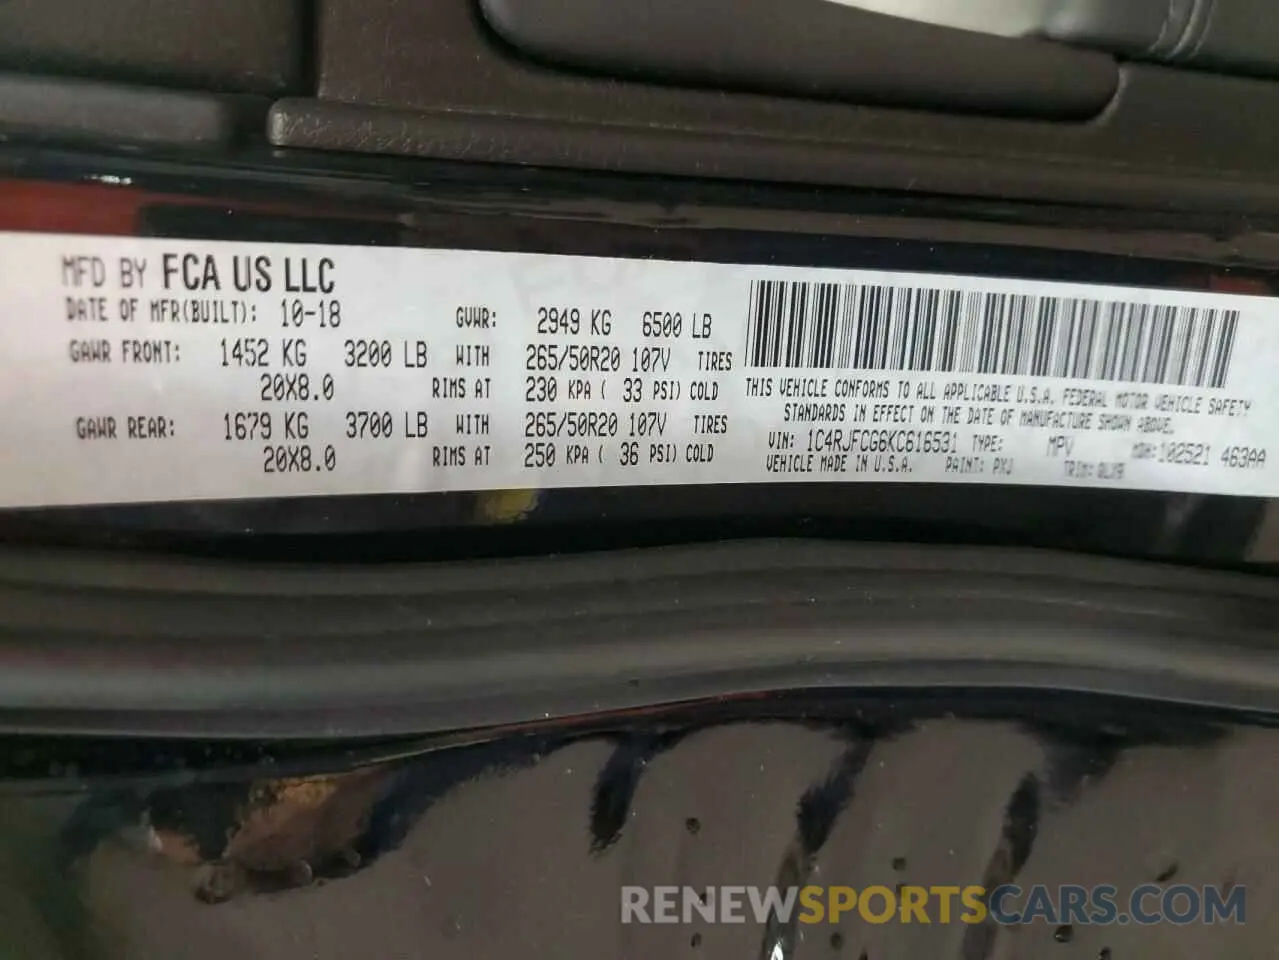 MFD BY FCA US LLC
DATE OF MFR(BUILT): 10-18 GVWR: 2949 KG 6500 LB
GAWR FRONT: 1452 KG 3200 LB WITH 265/50R20 107V TIRES
20X8.0 RIMS AT 230 KPA ( 33 PSI) COLD
GAWR REAR: 1679 KG 3700 LB WITH 265/50R20 107V TIRES
20X8.0 RIMS AT 250 KPA ( 36 PSI) COLD
THIS VEHICLE CONFORMS TO ALL APPLICABLE U.S.A. FEDERAL MOTOR VEHICLE SAFETY
STANDARDS IN EFFECT ON THE DATE OF MANUFACTURE SHOWN ABOVE.
VIN: 1C4RJFCG6KC616531 TYPE: MPV MDH:102521 463AA
VEHICLE MADE IN U.S.A. PAINT: PXJ TRIM:
RENEWSPORTSCARS.COM